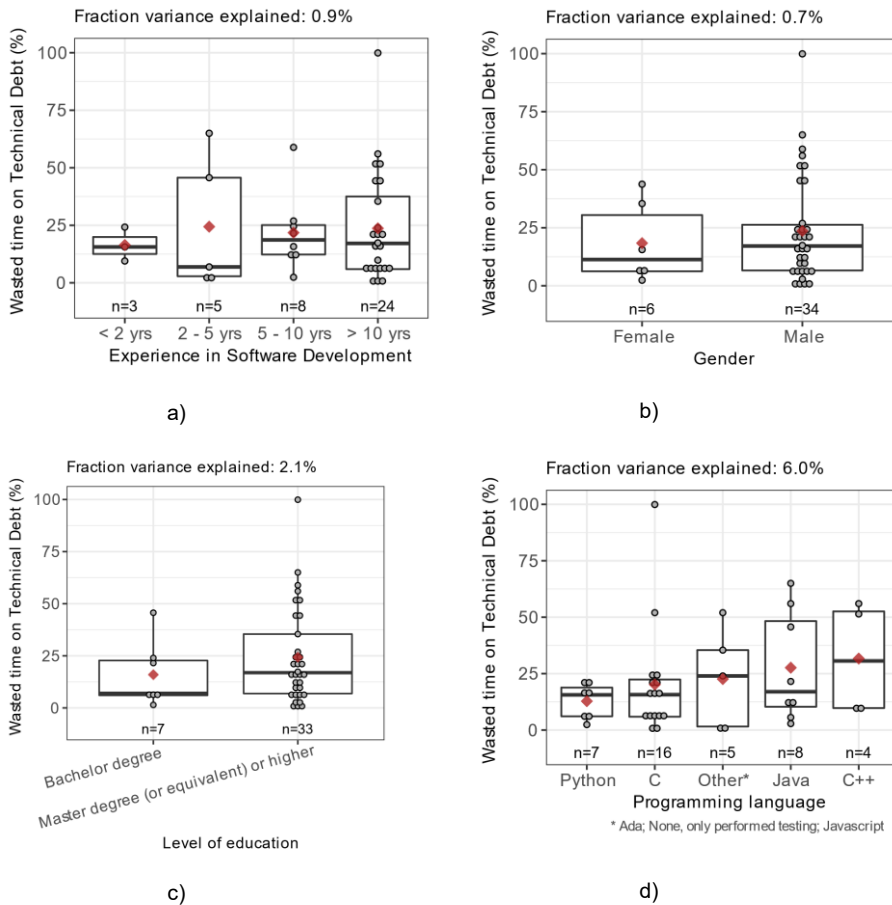 Fraction variance explained: 0.9%
Wasted time on Technical Debt (%)
100
75
50
25
0
n=3 n=5 n=8 n=24
< 2 yrs 2 - 5 yrs 5 - 10 yrs > 10 yrs
Experience in Software Development
a)
Fraction variance explained: 0.7%
Wasted time on Technical Debt (%)
100
75
50
25
0
n=6 n=34
Female Male
Gender
b)
Fraction variance explained: 2.1%
Wasted time on Technical Debt (%)
100
75
50
25
0
n=7 n=33
Bachelor degree
Master degree (or equivalent) or higher
Level of education
c)
Fraction variance explained: 6.0%
Wasted time on Technical Debt (%)
100
75
50
25
0
n=7 n=16 n=5 n=8 n=4
Python C Other* Java C++
Programming language
* Ada; None, only performed testing; Javascript
d)